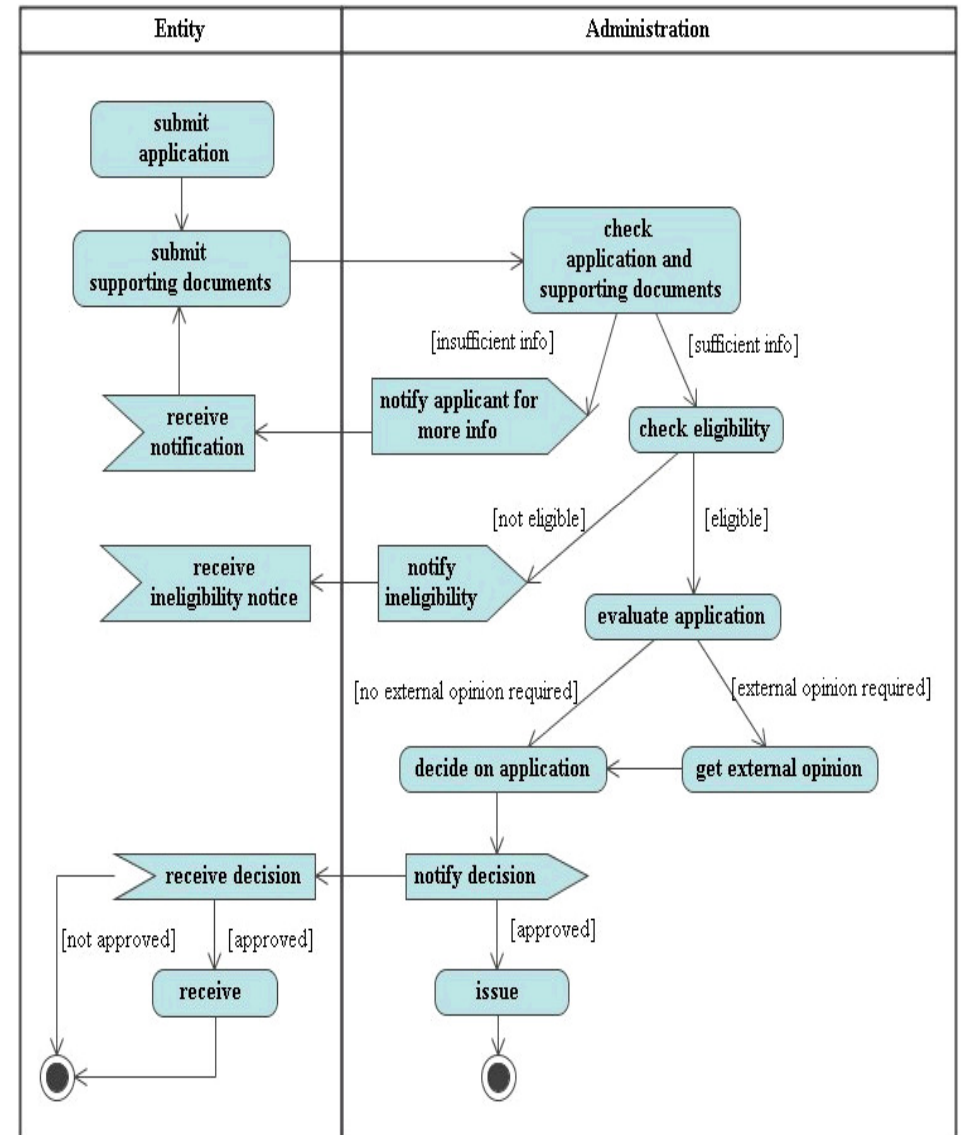 Entity
Administration
submit
application
submit
supporting documents
check
application and
supporting documents
[insufficient info]
[sufficient info]
notify applicant for
more info
receive
notification
check eligibility
[not eligible]
[eligible]
receive
ineligibility notice
notify
ineligibility
evaluate application
[no external opinion required]
[external opinion required]
decide on application
get external opinion
receive decision
notify decision
[not approved]
[approved]
[approved]
receive
issue